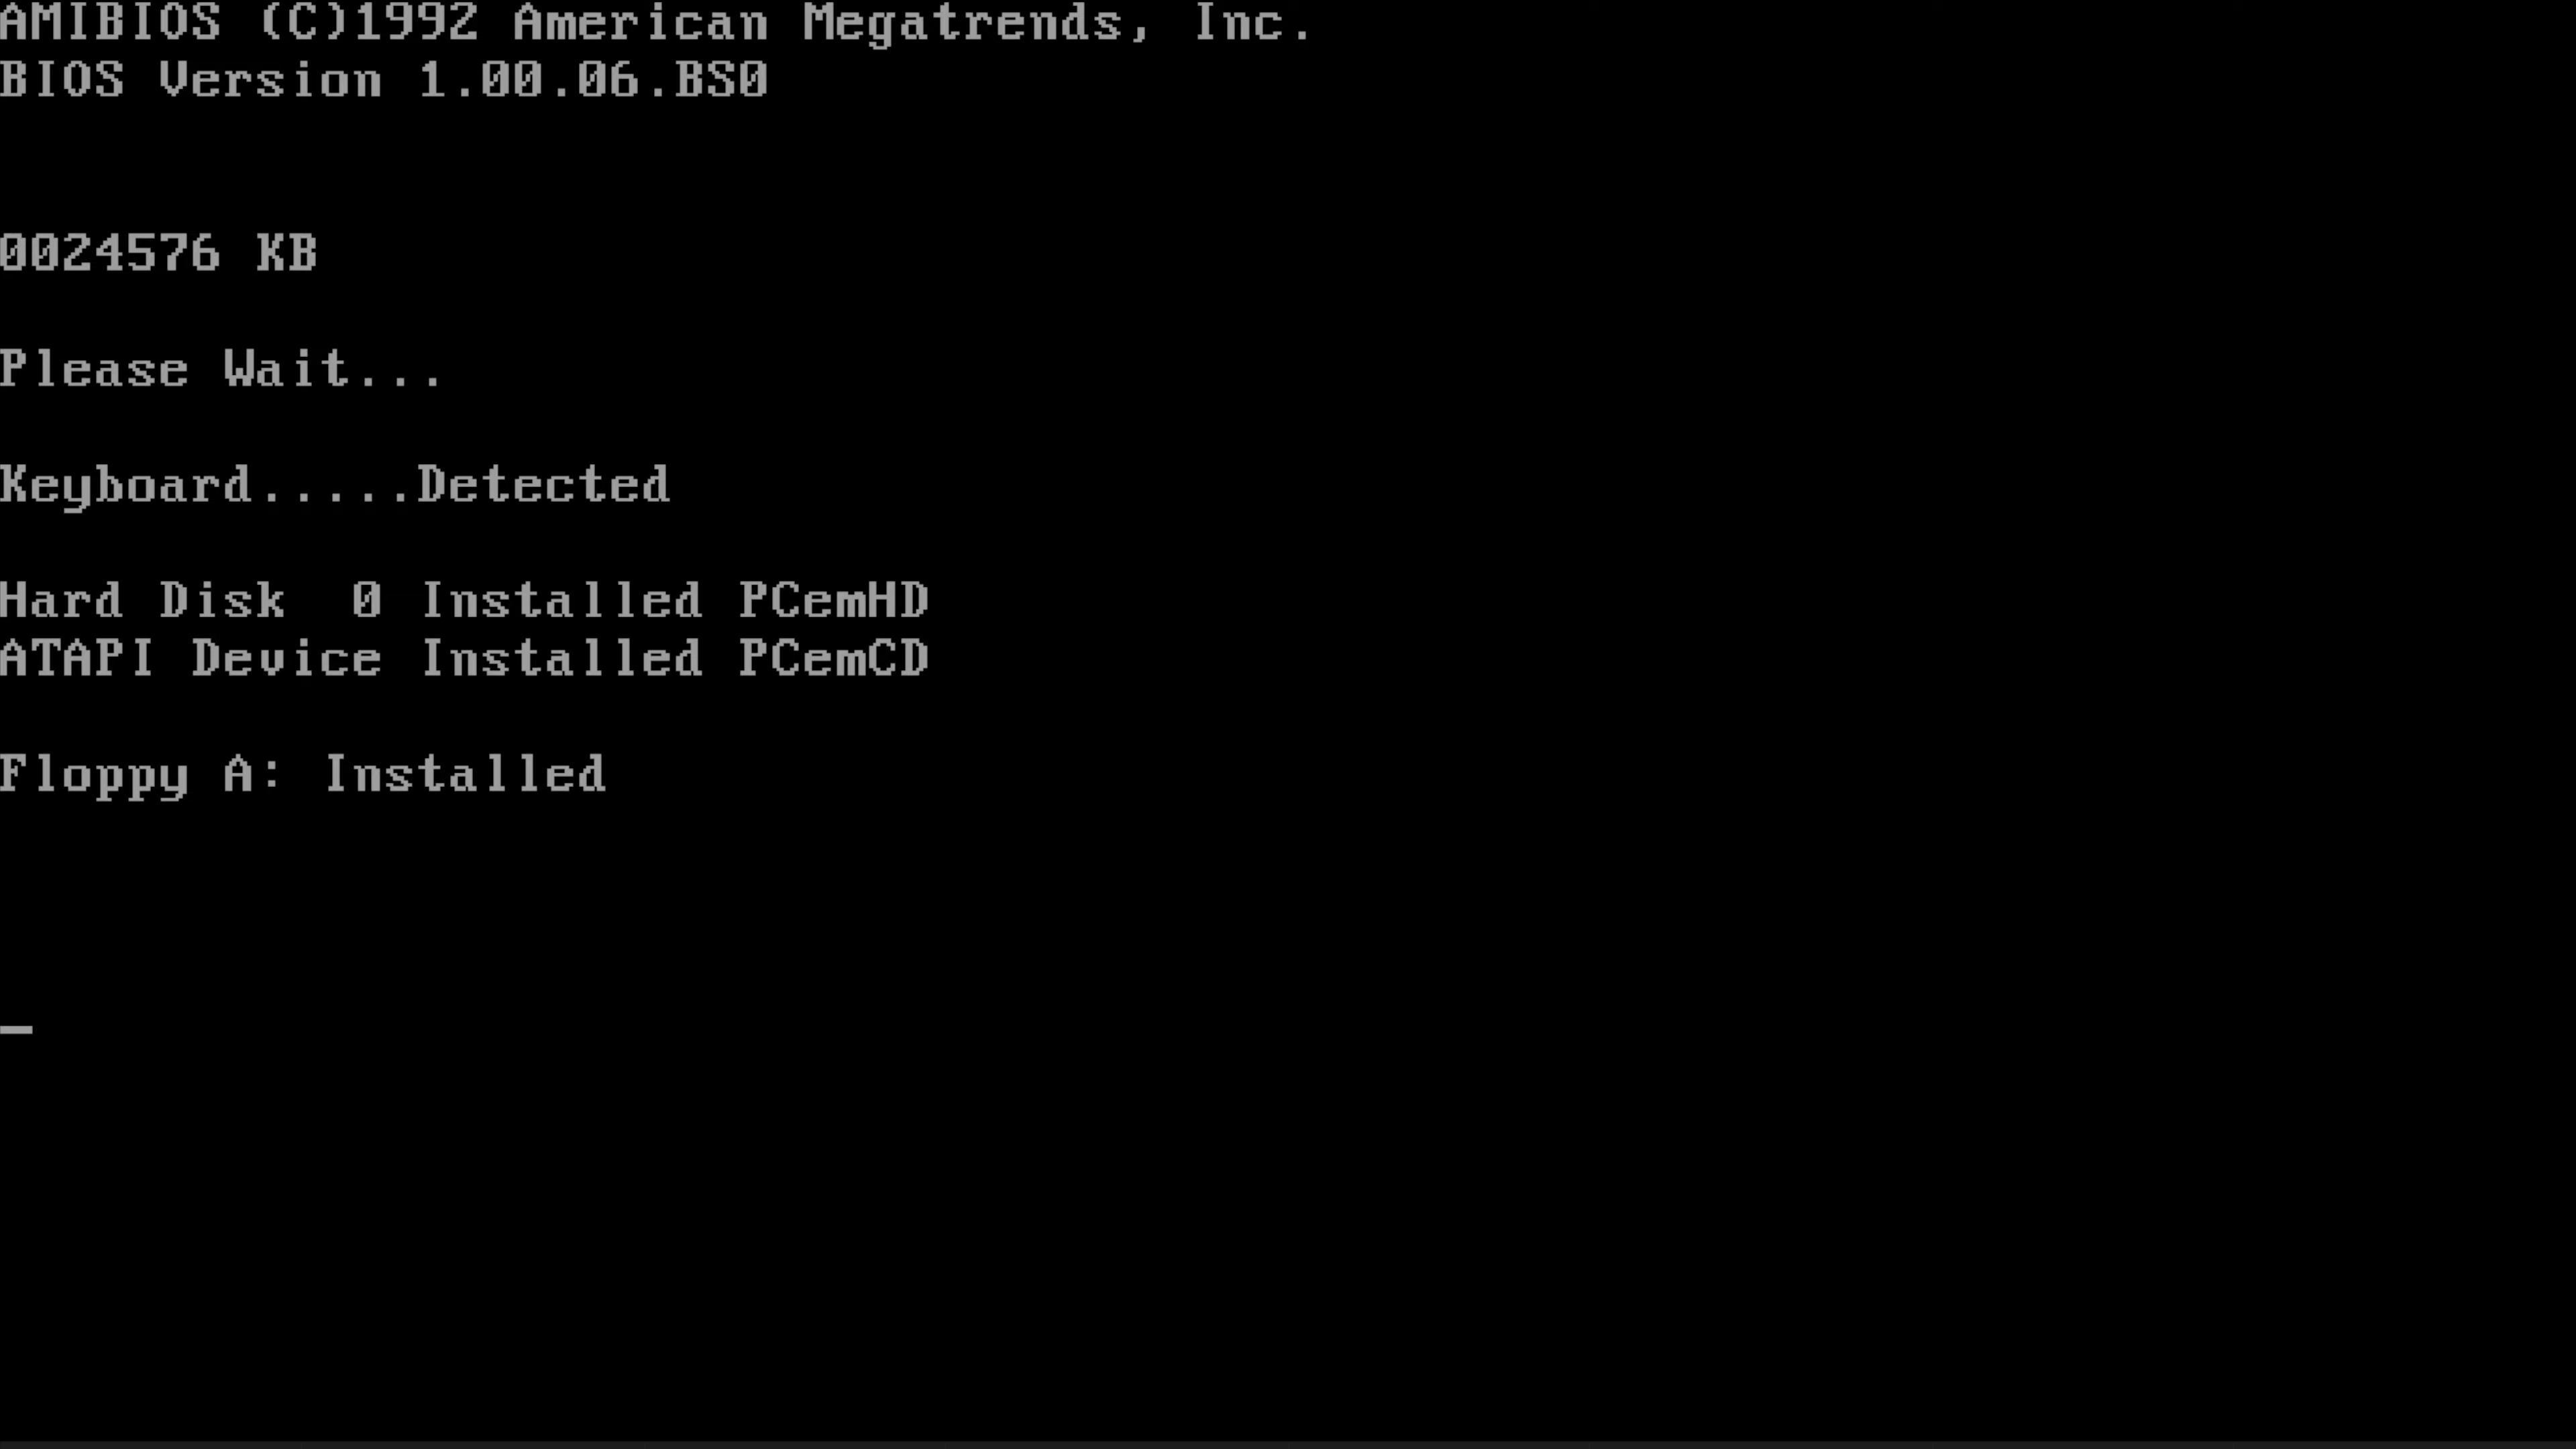 AMIBIOS (C)1992 American Megatrends, Inc.
BIOS Version 1.00.06.BS0
0024576 KB
Please Wait...
Keyboard.....Detected
Hard Disk  0 Installed PCemHD
ATAPI Device Installed PCemCD
Floppy A: Installed
_